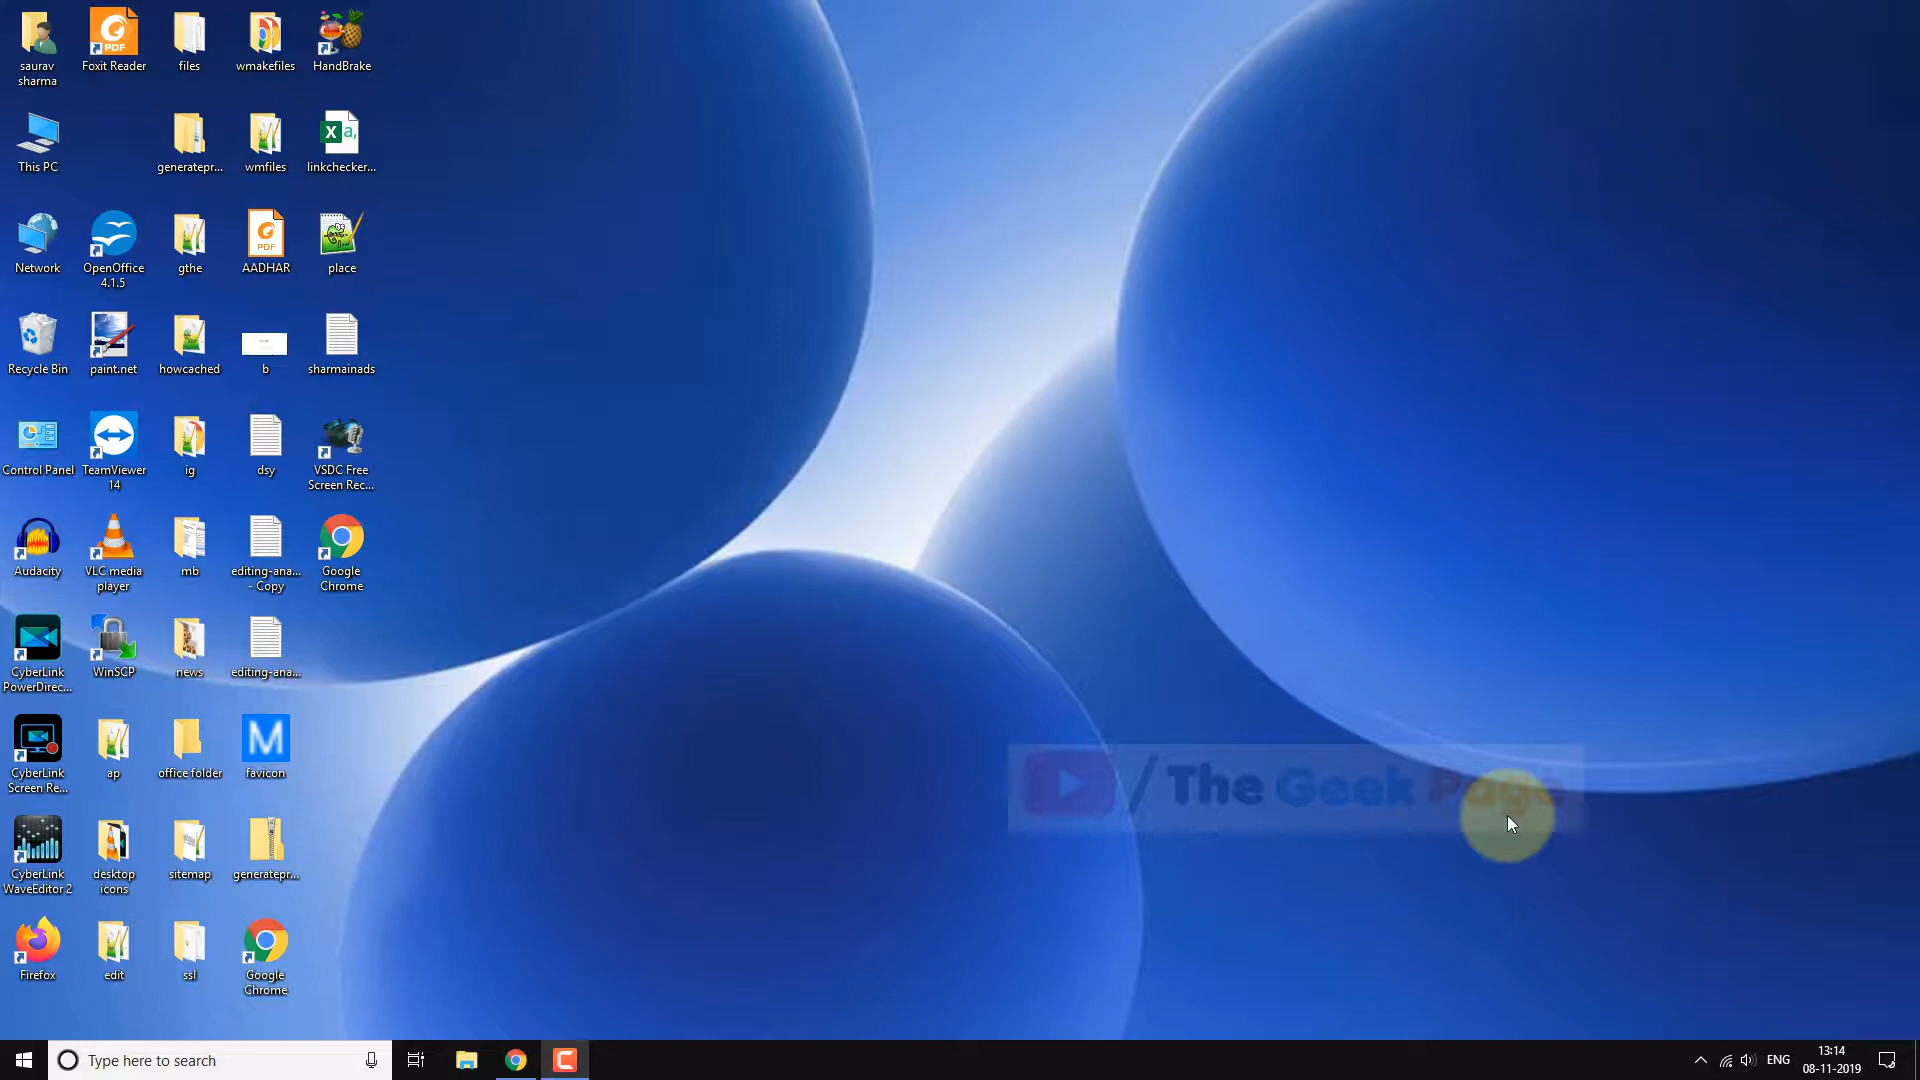 saurav
sharma
Foxit Reader
files
wmakefiles
HandBrake
This PC
generatepr...
wmfiles
linkchecker...
Network
OpenOffice
4.1.5
gthe
AADHAR
place
Recycle Bin
paint.net
howcached
b
sharmainads
Control Panel
TeamViewer
14
ig
dsy
VSDC Free
Screen Rec...
Audacity
VLC media
player
mb
editing-ana...
- Copy
Google
Chrome
CyberLink
PowerDirec...
WinSCP
news
editing-ana...
CyberLink
Screen Re...
ap
office folder
M
favicon
CyberLink
WaveEditor 2
desktop
icons
sitemap
generatepr...
Firefox
edit
ssl
Google
Chrome
/ The Geek Page
Type here to search
ENG
13:14
08-11-2019
PDF
PDF
X a,